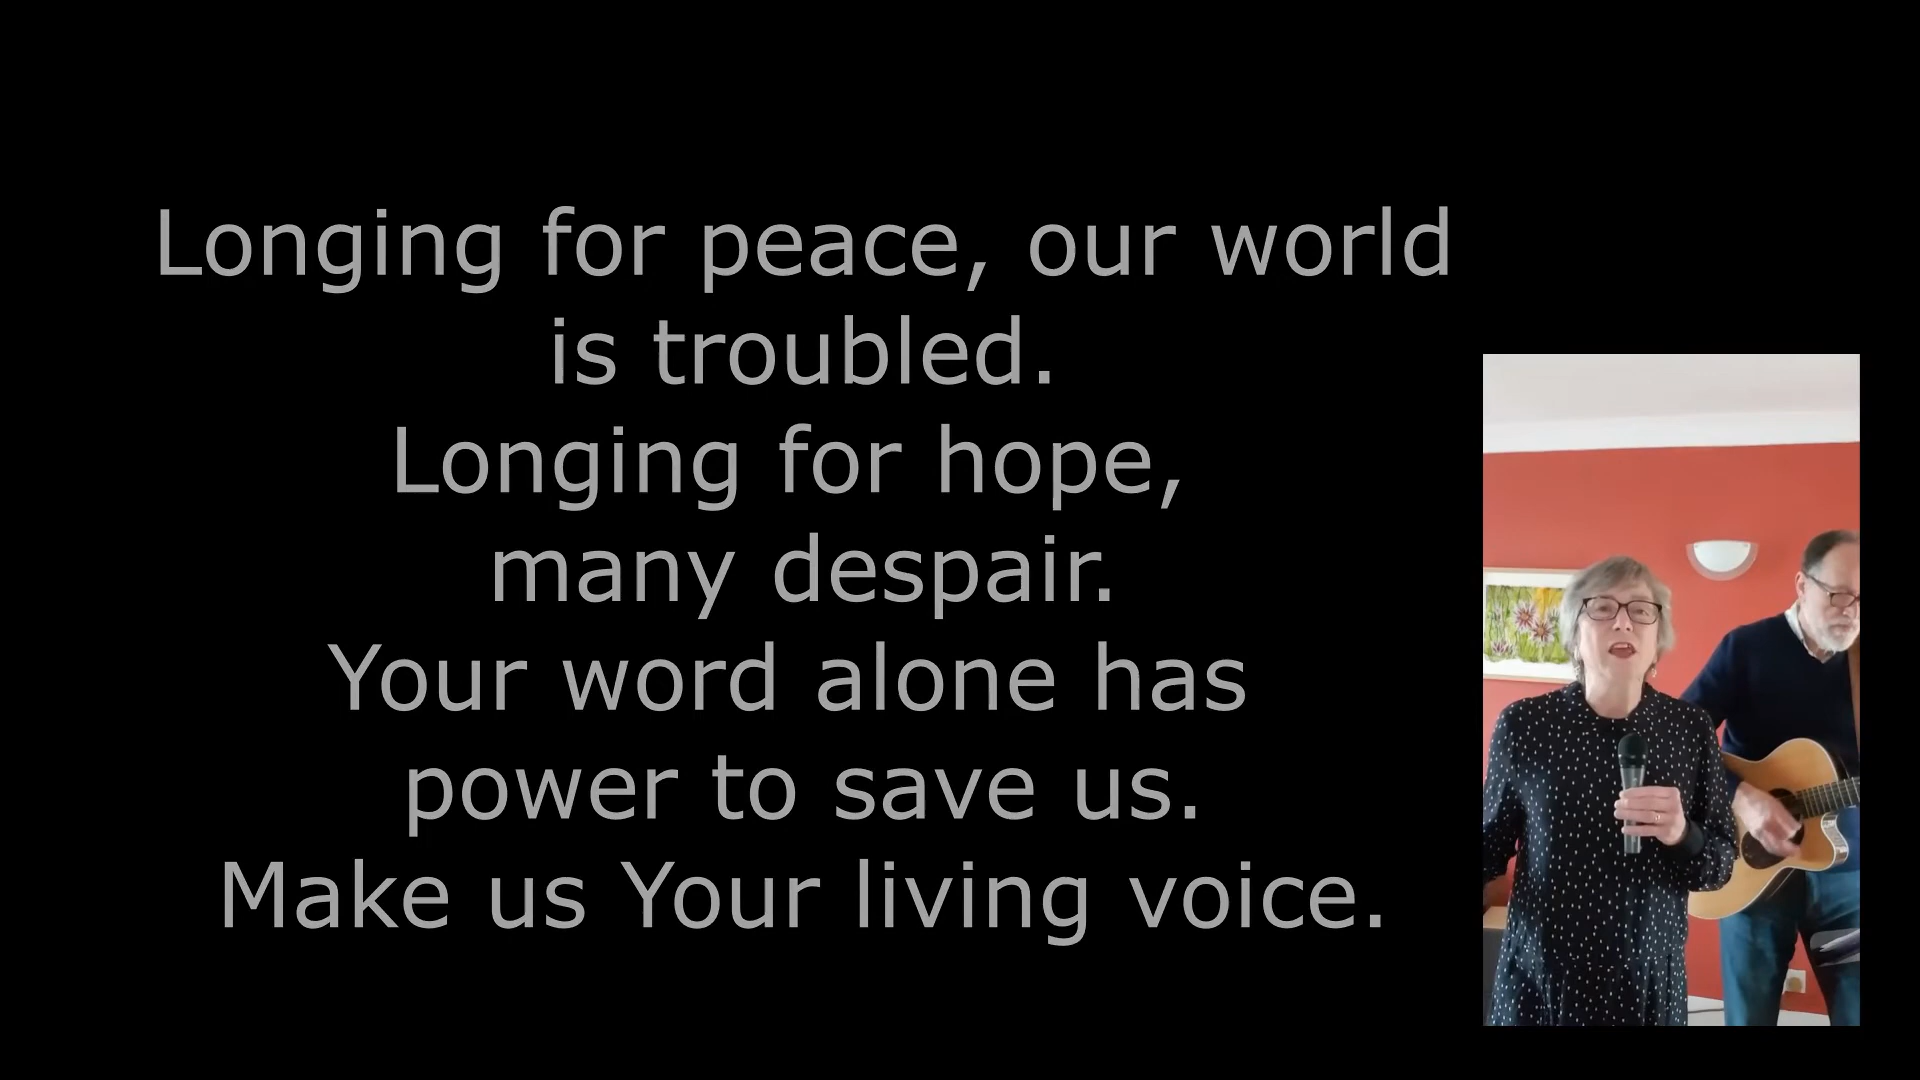 Longing for peace, our world
is troubled.
Longing for hope,
many despair.
Your word alone has
power to save us.
Make us Your living voice.